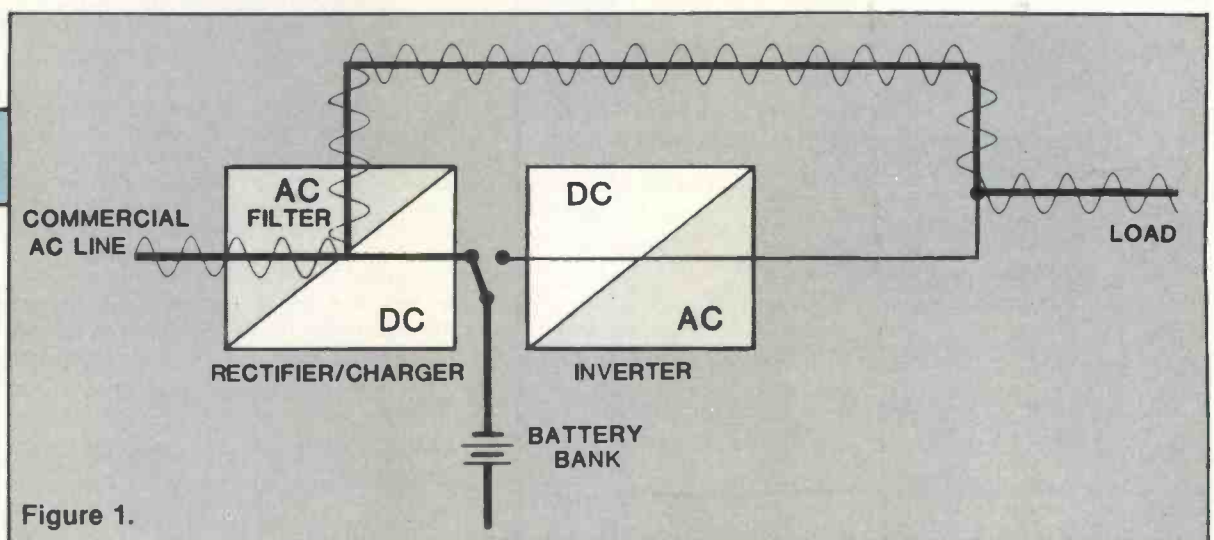 COMMERCIAL
AC LINE
AC
FILTER
DC
RECTIFIER/CHARGER
DC
AC
INVERTER
BATTERY
BANK
LOAD
Figure 1.